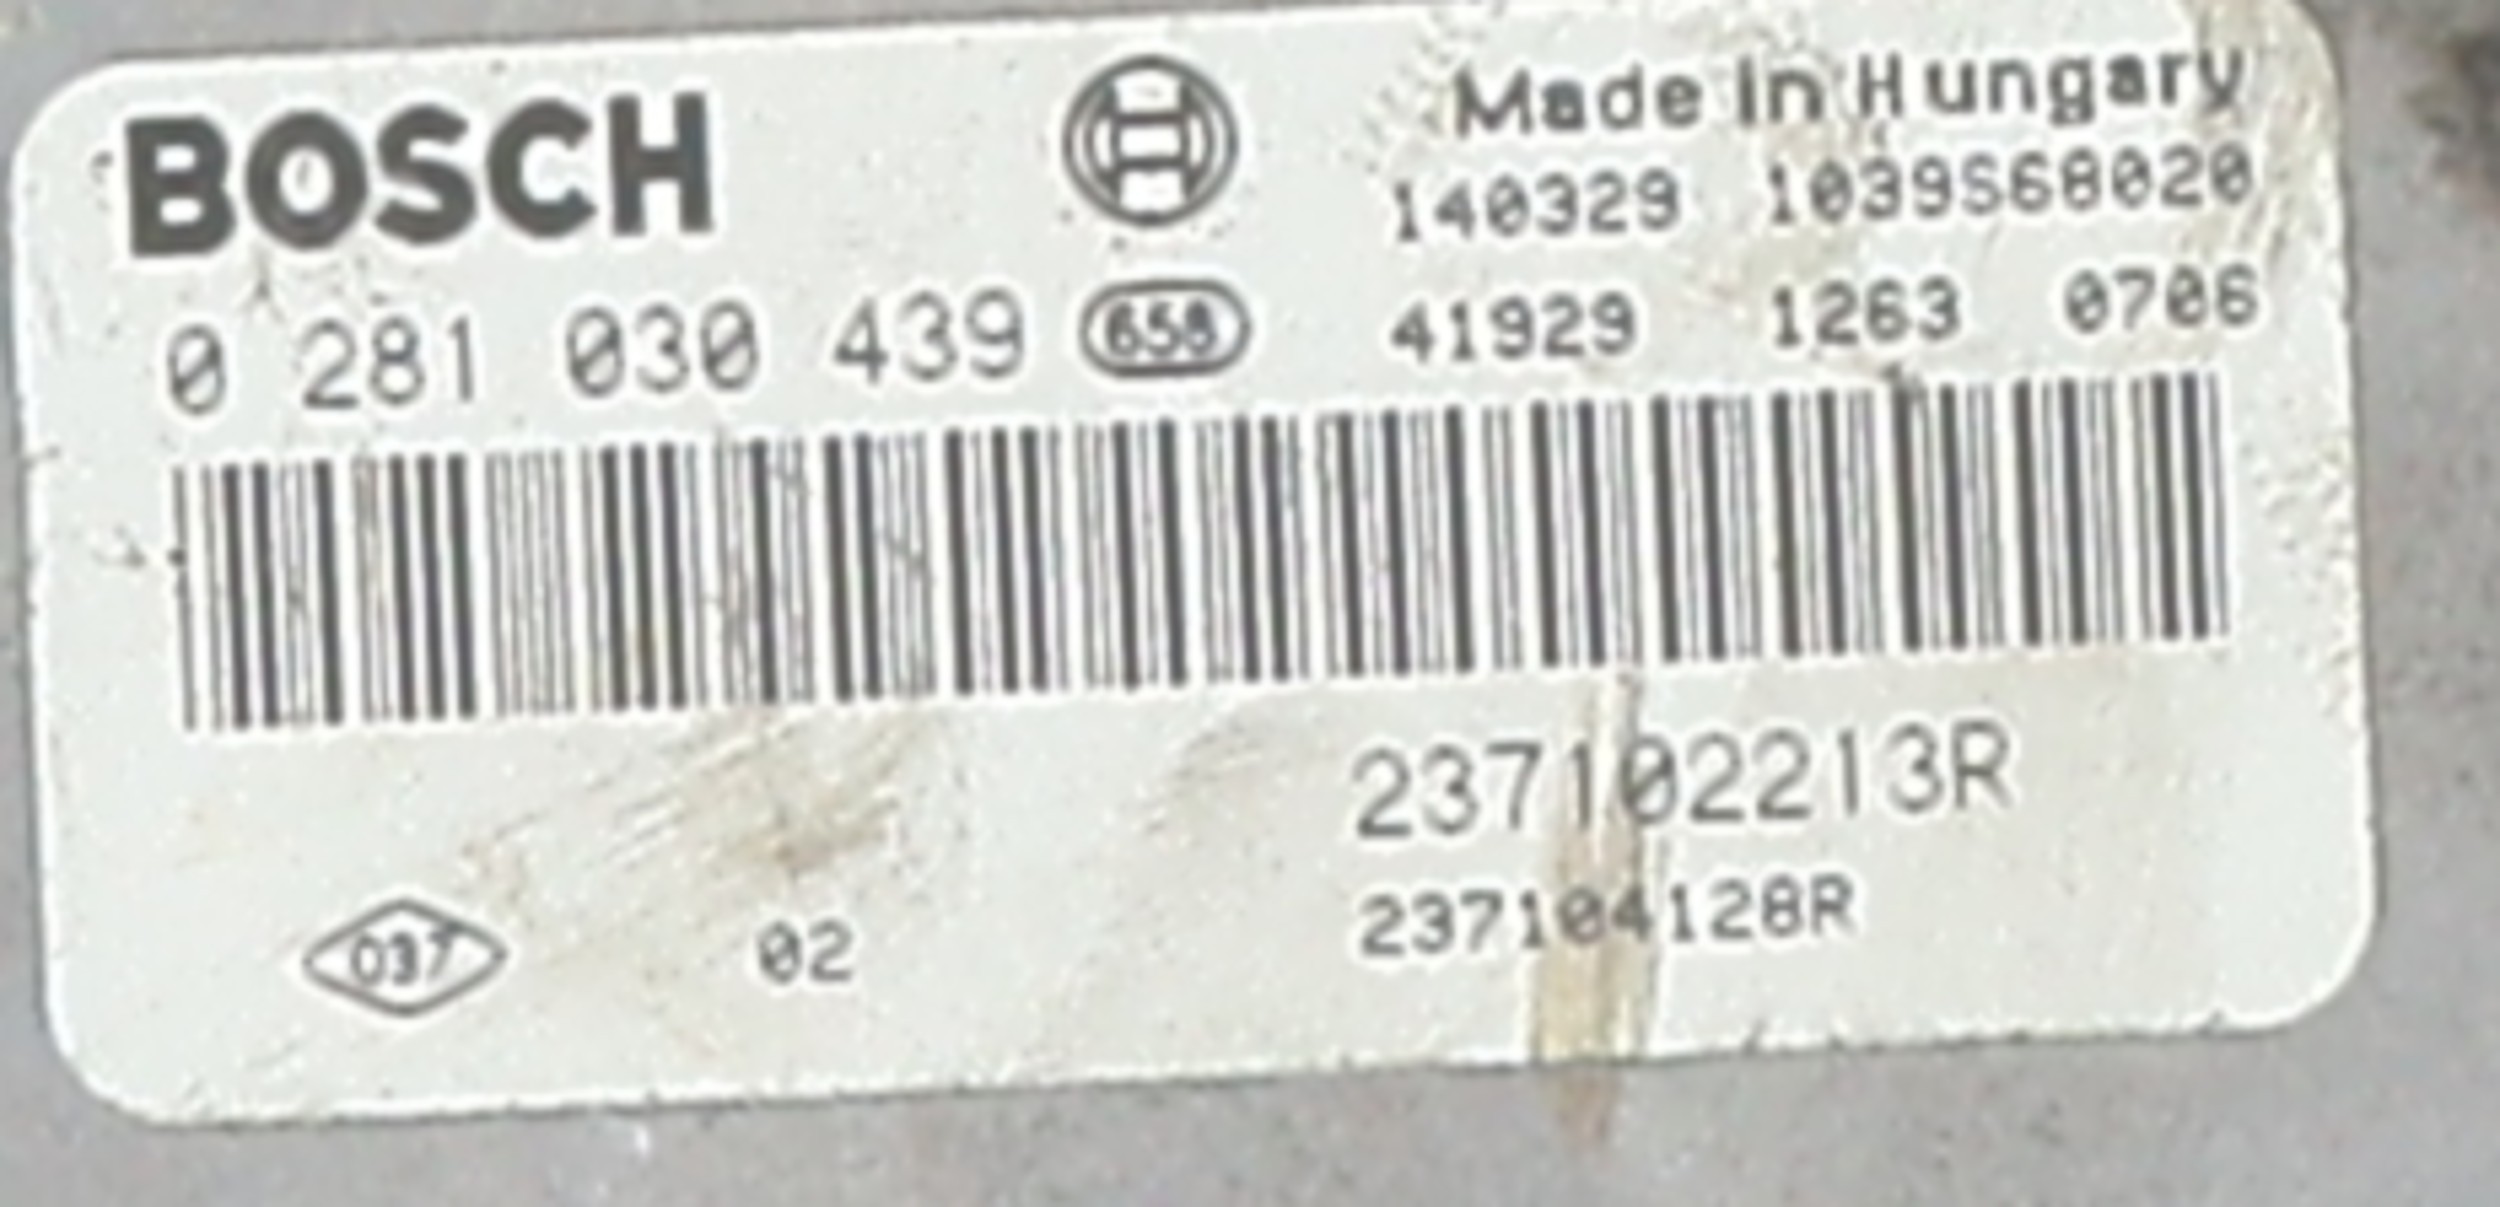 BOSCH
Made in Hungary
140329 1039S68020
0 281 030 439 658 41929 1263 0706
237102213R
237104128R
037 02